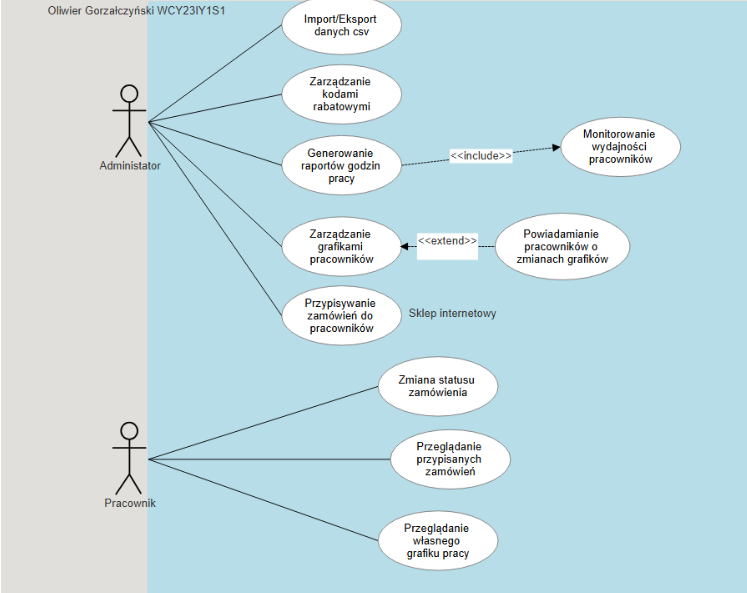 Oliwier Gorzałczyński WCY23IY1S1
Import/Eksport
danych csv
Zarządzanie
kodami
rabatowymi
Administator
Generowanie
raportów godzin
pracy
<<include>>
Monitorowanie
wydajności
pracowników
Zarządzanie
grafikami
pracowników
<<extend>>
Powiadamianie
pracowników o
zmianach grafików
Przypisywanie
zamówień do
pracowników
Sklep internetowy
Zmiana statusu
zamówienia
Pracownik
Przeglądanie
przypisanych
zamówień
Przeglądanie
własnego
grafiku pracy